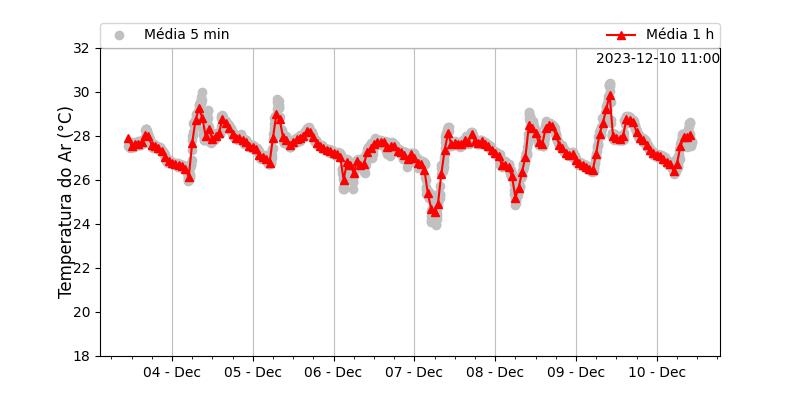 Média 5 min
Média 1 h
2023-12-10 11:00
Temperatura do Ar (°C)
32
30
28
26
24
22
20
18
04 - Dec
05 - Dec
06 - Dec
07 - Dec
08 - Dec
09 - Dec
10 - Dec